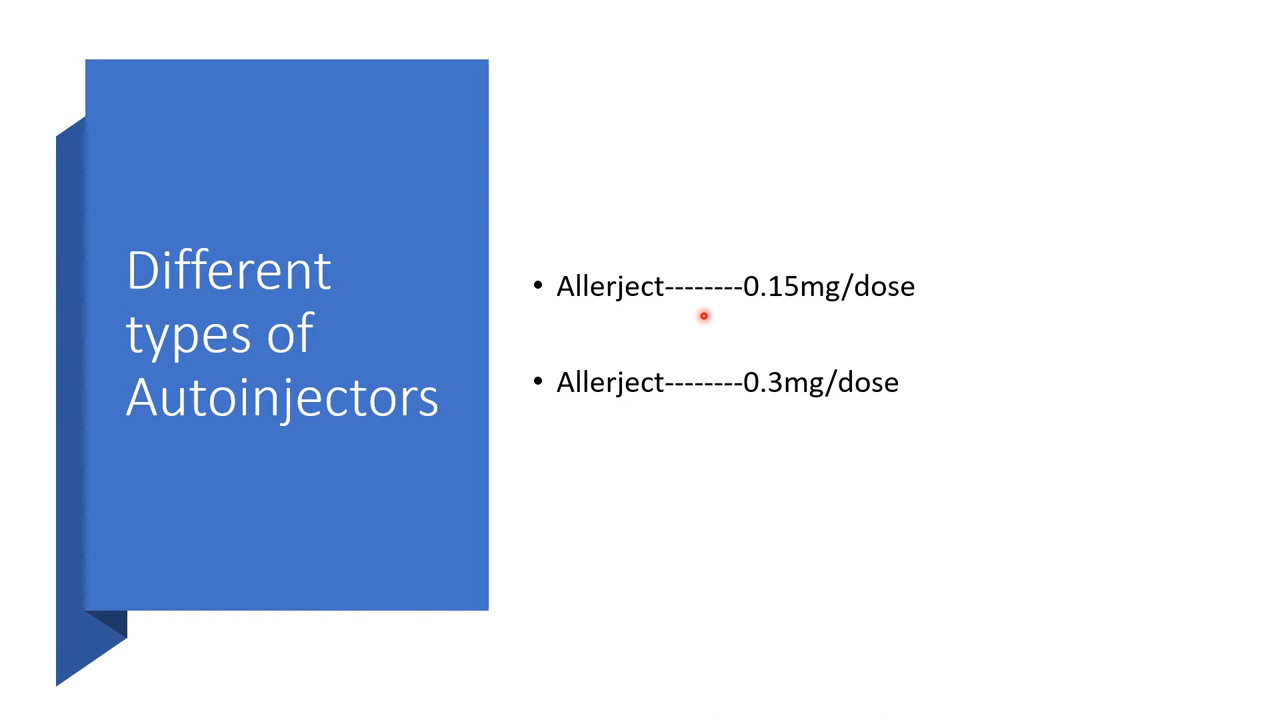 Different
types of
Autoinjectors
• Allerject--------0.15mg/dose
• Allerject--------0.3mg/dose